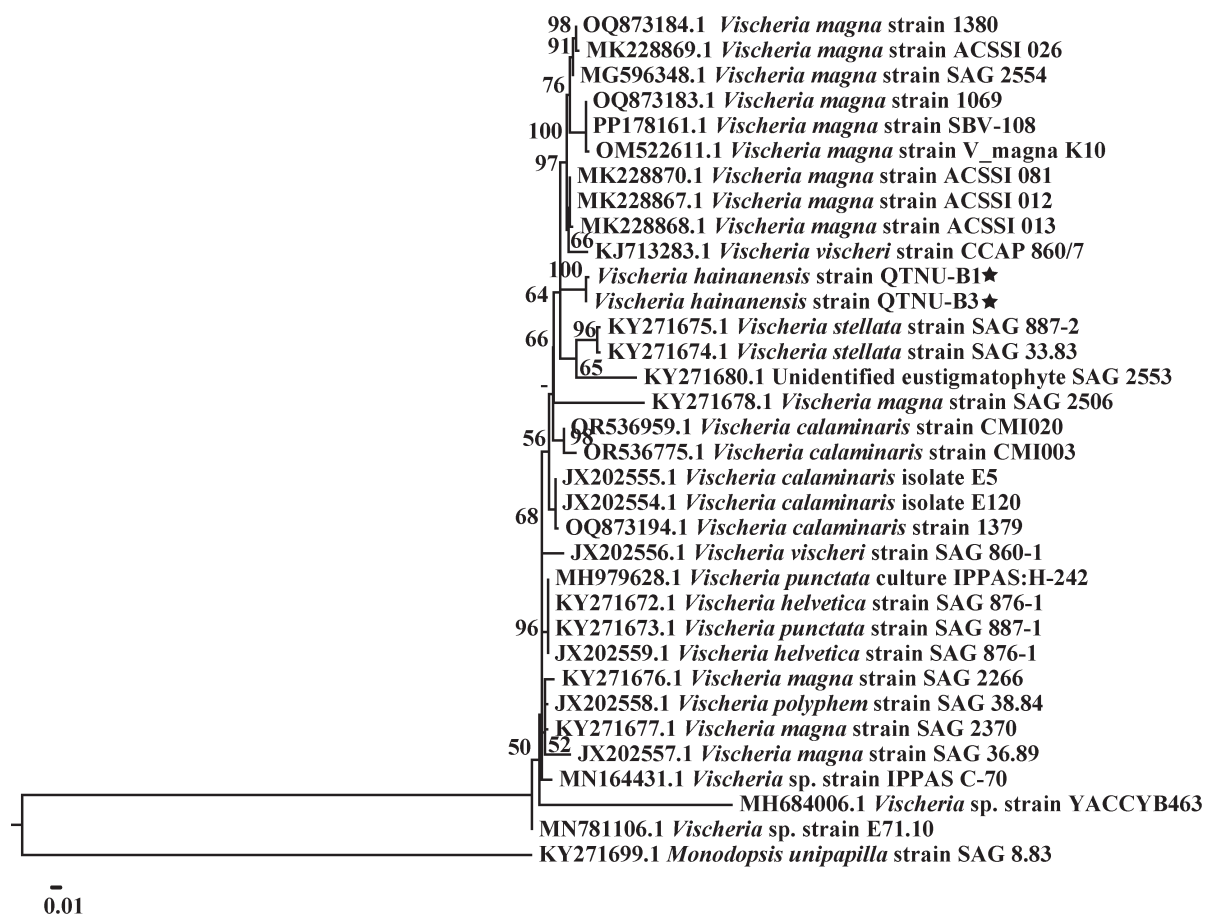 98 OQ873184.1 Vischeria magna strain 1380
91 MK228869.1 Vischeria magna strain ACSSI 026
MG596348.1 Vischeria magna strain SAG 2554
76
OQ873183.1 Vischeria magna strain 1069
100 PP178161.1 Vischeria magna strain SBV-108
OM522611.1 Vischeria magna strain V_magna K10
97
MK228870.1 Vischeria magna strain ACSSI 081
MK228867.1 Vischeria magna strain ACSSI 012
MK228868.1 Vischeria magna strain ACSSI 013
66
KJ713283.1 Vischeria vischeri strain CCAP 860/7
100 Vischeria hainanensis strain QTNU-B1★
64 Vischeria hainanensis strain QTNU-B3★
96 KY271675.1 Vischeria stellata strain SAG 887-2
66
KY271674.1 Vischeria stellata strain SAG 33.83
65
KY271680.1 Unidentified eustigmatophyte SAG 2553
-
KY271678.1 Vischeria magna strain SAG 2506
OR536959.1 Vischeria calaminaris strain CMI020
56 98
OR536775.1 Vischeria calaminaris strain CMI003
JX202555.1 Vischeria calaminaris isolate E5
JX202554.1 Vischeria calaminaris isolate E120
68
OQ873194.1 Vischeria calaminaris strain 1379
JX202556.1 Vischeria vischeri strain SAG 860-1
MH979628.1 Vischeria punctata culture IPPAS:H-242
KY271672.1 Vischeria helvetica strain SAG 876-1
96 KY271673.1 Vischeria punctata strain SAG 887-1
JX202559.1 Vischeria helvetica strain SAG 876-1
KY271676.1 Vischeria magna strain SAG 2266
JX202558.1 Vischeria polyphem strain SAG 38.84
KY271677.1 Vischeria magna strain SAG 2370
50 52
JX202557.1 Vischeria magna strain SAG 36.89
MN164431.1 Vischeria sp. strain IPPAS C-70
MH684006.1 Vischeria sp. strain YACCYB463
MN781106.1 Vischeria sp. strain E71.10
KY271699.1 Monodopsis unipapilla strain SAG 8.83
0.01